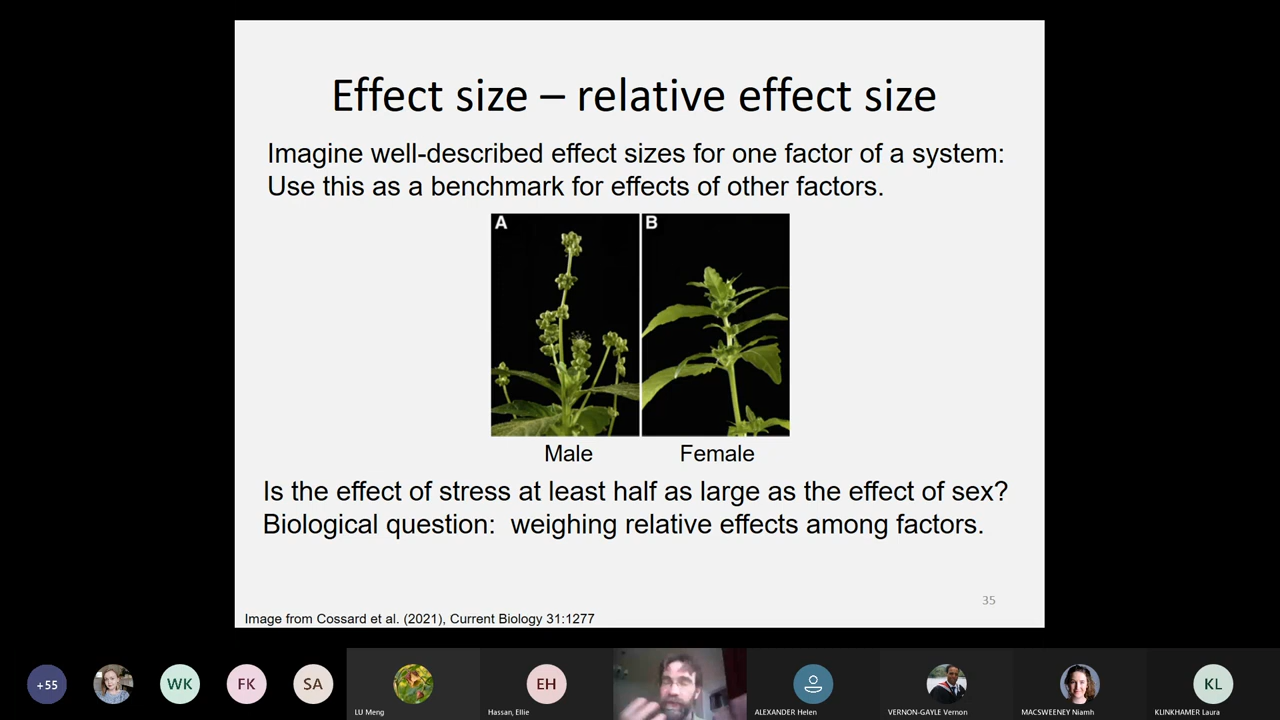 Effect size – relative effect size
Imagine well-described effect sizes for one factor of a system:
Use this as a benchmark for effects of other factors.
A
B
Male
Female
Is the effect of stress at least half as large as the effect of sex?
Biological question:  weighing relative effects among factors.
35
Image from Cossard et al. (2021), Current Biology 31:1277
+55
WK
FK
SA
LU Meng
EH
Hassan, Ellie
ALEXANDER Helen
VERNON-GAYLE Vernon
MACSWEENEY Niamh
KL
KLINKHAMER Laura